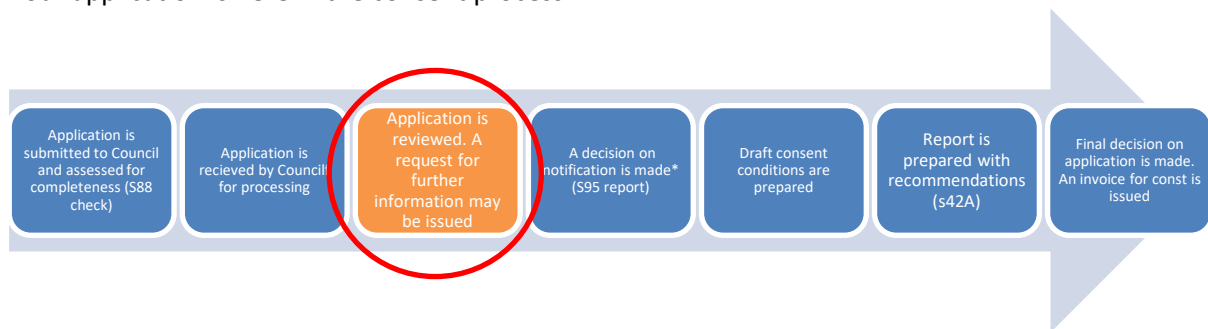 Application is
submitted to Council
and assessed for
completeness (S88
check)
Application is
recieved by Council
for processing
Application is
reviewed. A
request for
further
information may
be issued
A decision on
notification is made*
(S95 report)
Draft consent
conditions are
prepared
Report is
prepared with
recommendations
(s42A)
Final decision on
application is made.
An invoice for const is
issued